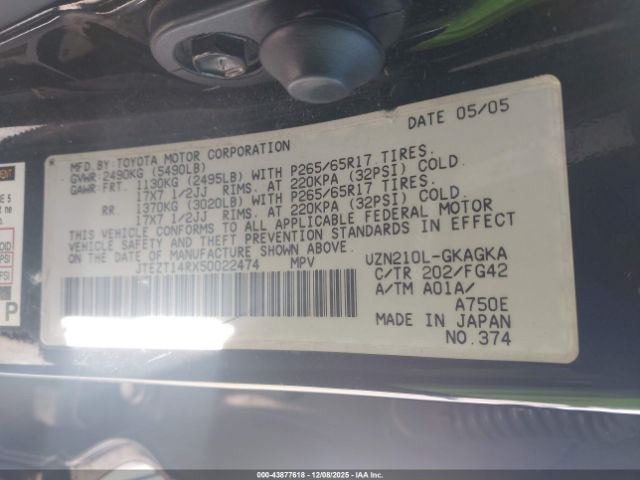 DATE 05/05
MFD.BY:TOYOTA MOTOR CORPORATION
GVWR:2490KG (5490LB)
GAWR:FRT. 1130KG (2495LB) WITH P265/65R17 TIRES.
17X7 1/2JJ RIMS. AT 220KPA (32PSI) COLD.
RR. 1370KG (3020LB) WITH P265/65R17 TIRES.
17X7 1/2JJ RIMS. AT 220KPA (32PSI) COLD.
THIS VEHICLE CONFORMS TO ALL APPLICABLE FEDERAL MOTOR
VEHICLE SAFETY AND THEFT PREVENTION STANDARDS IN EFFECT
ON THE DATE OF MANUFACTURE SHOWN ABOVE.
JTEZT14RX50022474 MPV UZN210L-GKAGKA
C/TR 202/FG42
A/TM A01A/
A750E
MADE IN JAPAN
NO.374
P
000-43877618 - 12/08/2025 - IAAI.CA